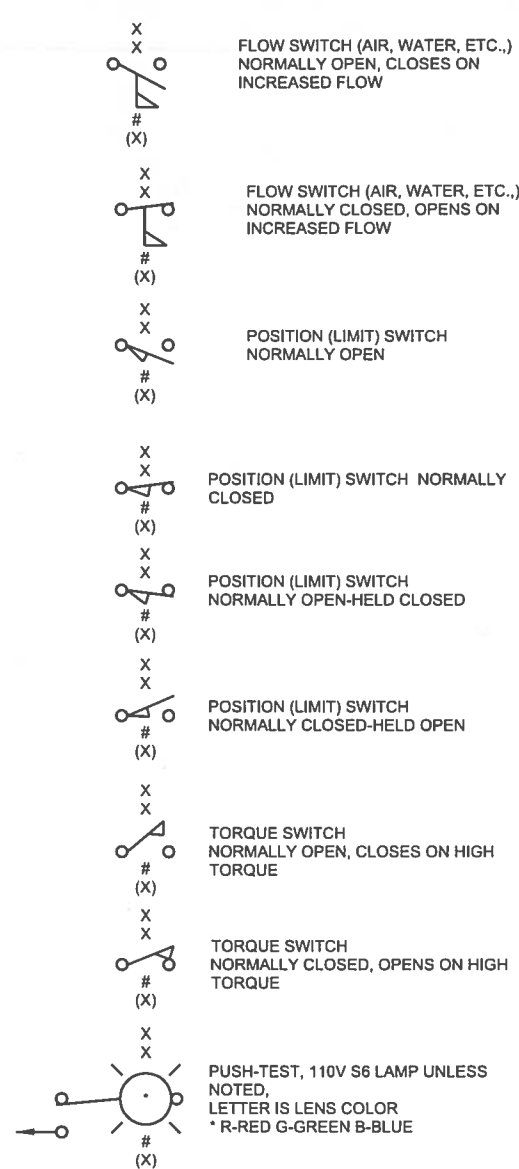 X
X
FLOW SWITCH (AIR, WATER, ETC.,)
NORMALLY OPEN, CLOSES ON
INCREASED FLOW
#
(X)
X
X
FLOW SWITCH (AIR, WATER, ETC.,)
NORMALLY CLOSED, OPENS ON
INCREASED FLOW
#
(X)
X
X
POSITION (LIMIT) SWITCH
NORMALLY OPEN
#
(X)
X
X
POSITION (LIMIT) SWITCH NORMALLY
CLOSED
#
(X)
X
X
POSITION (LIMIT) SWITCH
NORMALLY OPEN-HELD CLOSED
#
(X)
X
X
POSITION (LIMIT) SWITCH
NORMALLY CLOSED-HELD OPEN
#
(X)
X
X
TORQUE SWITCH
NORMALLY OPEN, CLOSES ON HIGH
TORQUE
#
(X)
X
X
TORQUE SWITCH
NORMALLY CLOSED, OPENS ON HIGH
TORQUE
#
(X)
X
X
PUSH-TEST, 110V S6 LAMP UNLESS
NOTED,
LETTER IS LENS COLOR
* R-RED G-GREEN B-BLUE
#
(X)